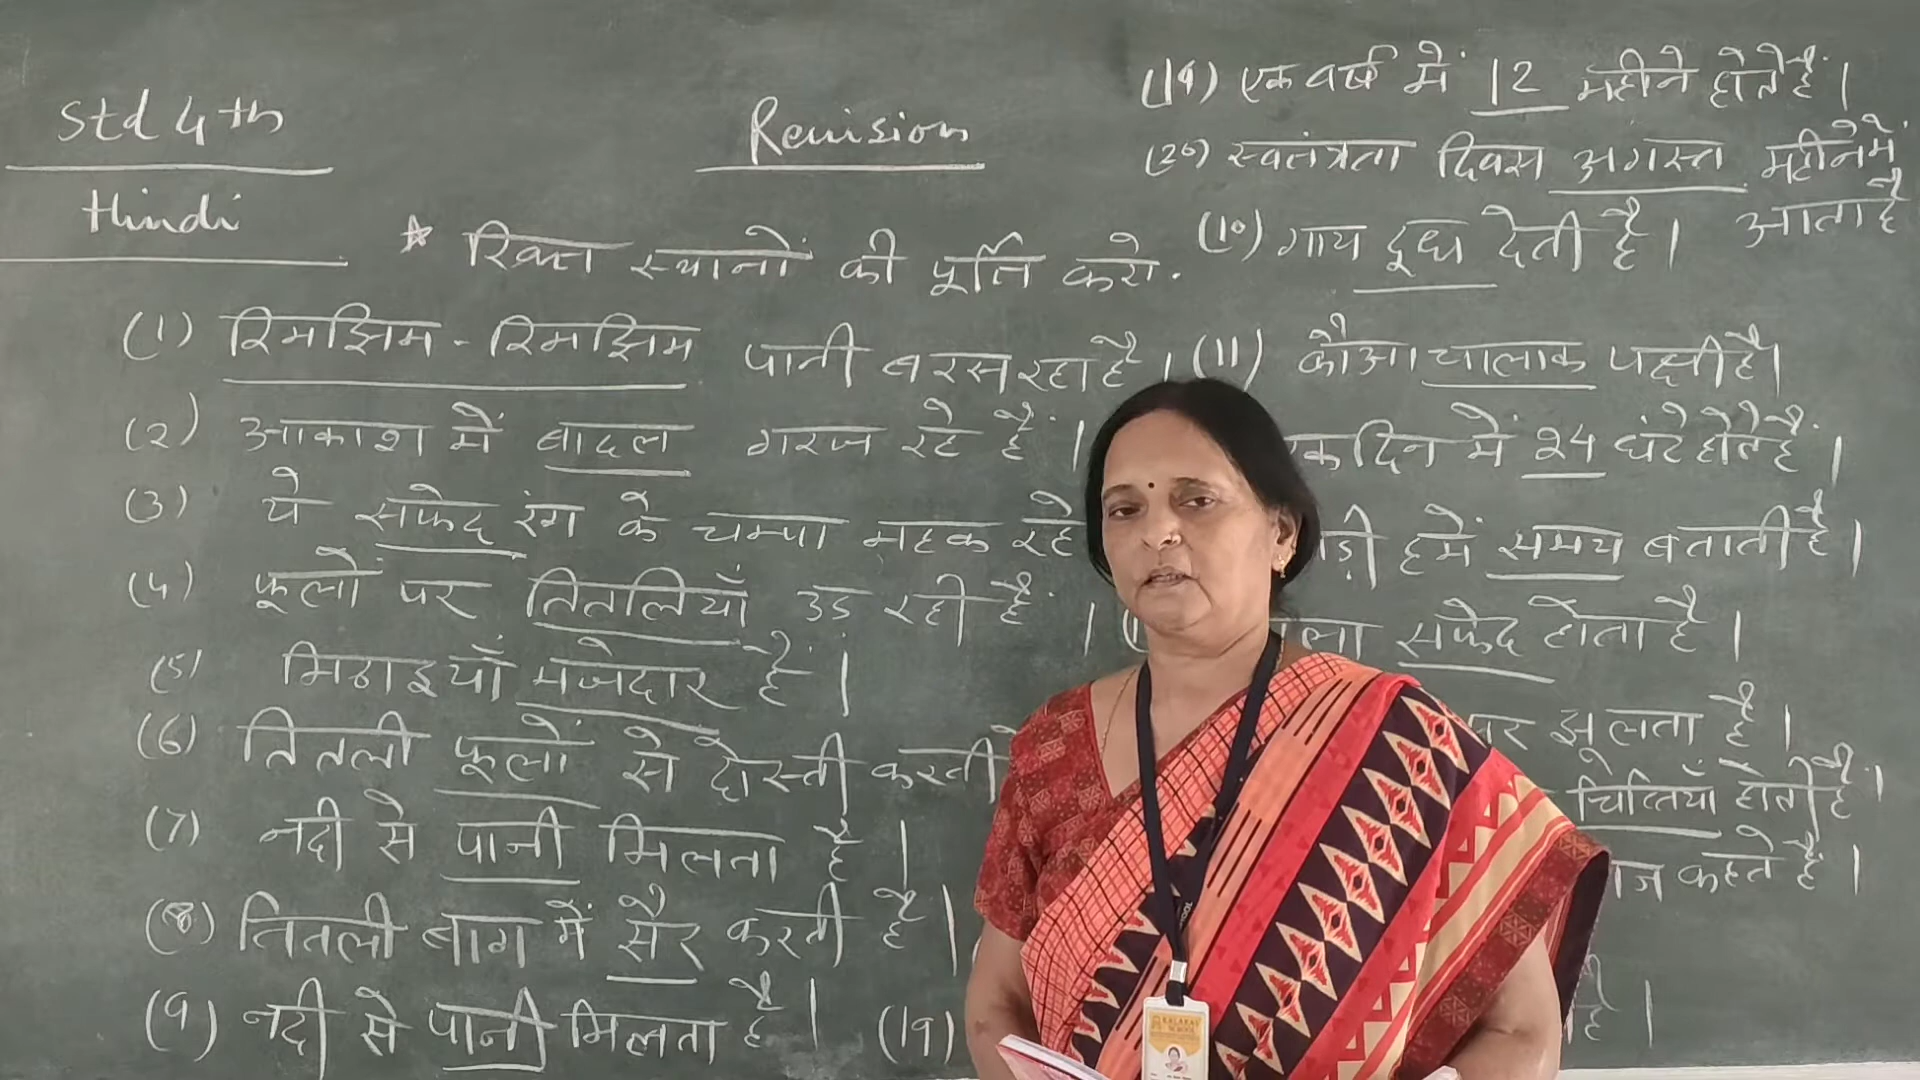 Std 4th
Hindi
Revision
* रिक्त स्थानों की पूर्ति करो.
(1) रिमझिम - रिमझिम पानी बरस रहा है।
(2) आकाश में बादल गरज रहे हैं।
(3) ये सफेद रंग के चम्पा महक रहे
(4) फूलों पर तितलियाँ उड रही हैं।
(5) मिठाइयाँ मजेदार हैं।
(6) तितली फूलों से दोस्ती करती
(7) नदी से पानी मिलता है।
(8) तितली बाग में सैर करती है।
(9) नदी से पानी मिलता है।
(19) एक वर्ष में 12 महीने होते हैं।
(20) स्वतंत्रता दिवस अगस्त महीने में
आता है
(10) गाय दूध देती है।
(11) कौआ चालाक पक्षी है।
दिन में 24 घंटे होते हैं।
हमें समय बताती है।
सफेद होता है।
पर झूलता है।
चित्तियाँ होती हैं।
कहते हैं।
(19) है।